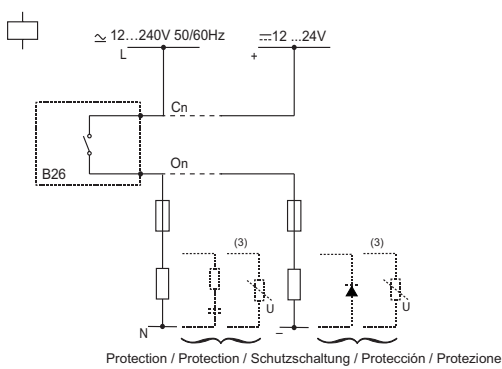 ≃ 12...240V 50/60Hz
⎓12 ...24V
L
+
Cn
B26
On
(3)
(3)
U
U
N
–
Protection / Protection / Schutzschaltung / Protección / Protezione